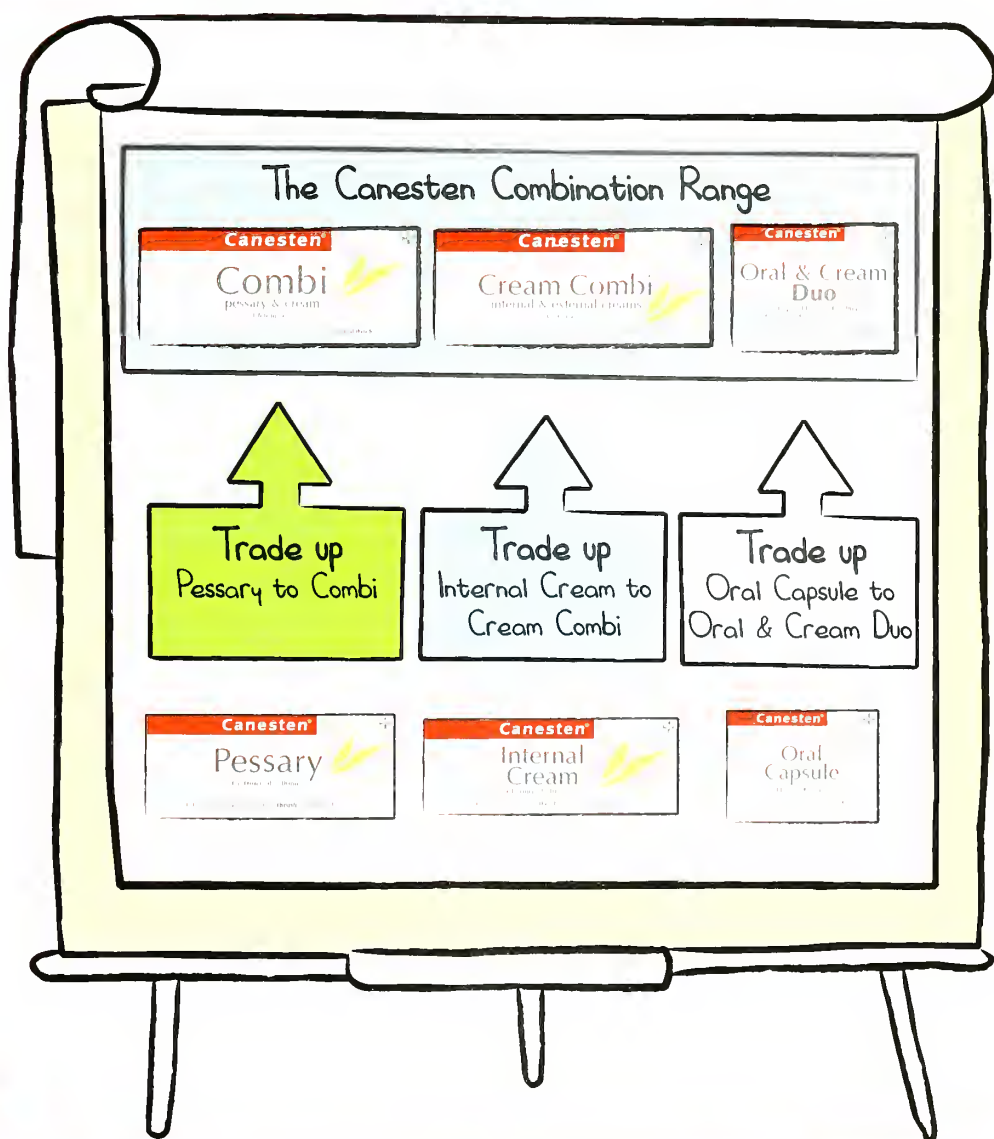 The Canesten Combination Range
Canesten®
Combi
pessary & cream
Canesten®
Cream Combi
internal & external creams
Canesten®
Oral & Cream
Duo
Trade up
Pessary to Combi
Trade up
Internal Cream to
Cream Combi
Trade up
Oral Capsule to
Oral & Cream Duo
Canesten®
Pessary
Canesten®
Internal
Cream
Canesten®
Oral
Capsule